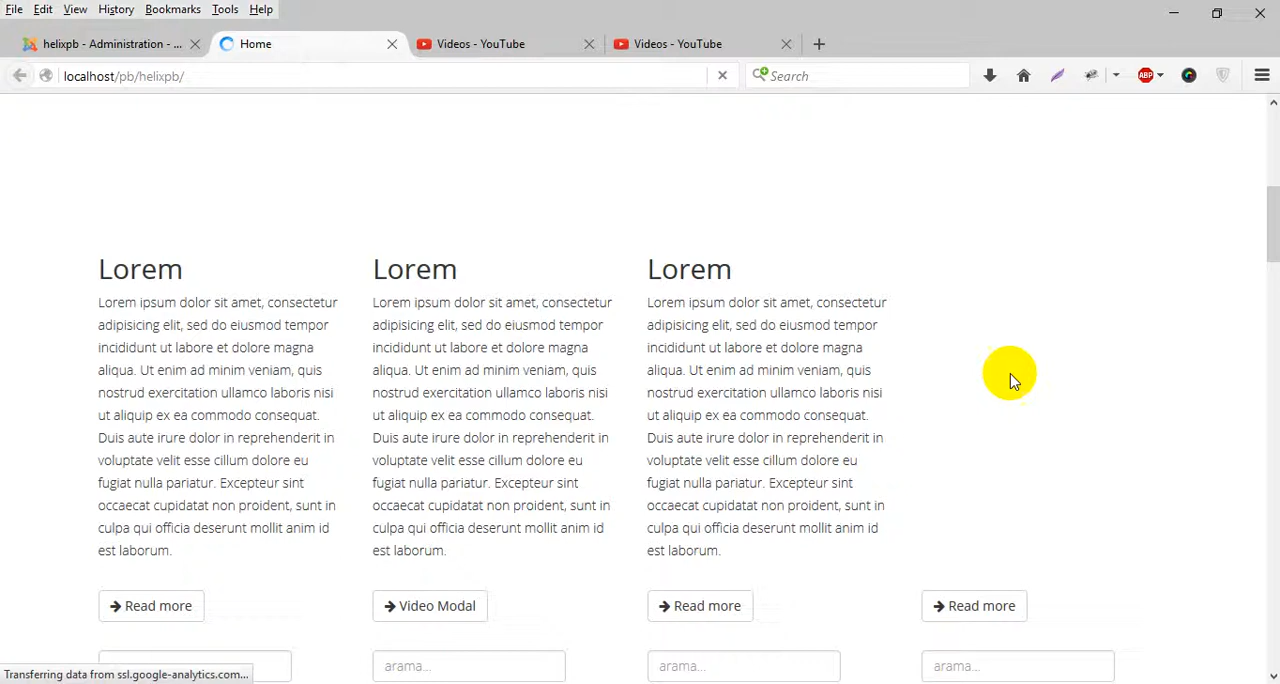 File Edit View History Bookmarks Tools Help
helixpb - Administration - ... Home Videos - YouTube Videos - YouTube
localhost/pb/helixpb/ Search ABP
Lorem
Lorem ipsum dolor sit amet, consectetur
adipisicing elit, sed do eiusmod tempor
incididunt ut labore et dolore magna
aliqua. Ut enim ad minim veniam, quis
nostrud exercitation ullamco laboris nisi
ut aliquip ex ea commodo consequat.
Duis aute irure dolor in reprehenderit in
voluptate velit esse cillum dolore eu
fugiat nulla pariatur. Excepteur sint
occaecat cupidatat non proident, sunt in
culpa qui officia deserunt mollit anim id
est laborum.
Read more
Lorem
Lorem ipsum dolor sit amet, consectetur
adipisicing elit, sed do eiusmod tempor
incididunt ut labore et dolore magna
aliqua. Ut enim ad minim veniam, quis
nostrud exercitation ullamco laboris nisi
ut aliquip ex ea commodo consequat.
Duis aute irure dolor in reprehenderit in
voluptate velit esse cillum dolore eu
fugiat nulla pariatur. Excepteur sint
occaecat cupidatat non proident, sunt in
culpa qui officia deserunt mollit anim id
est laborum.
Video Modal
arama...
Lorem
Lorem ipsum dolor sit amet, consectetur
adipisicing elit, sed do eiusmod tempor
incididunt ut labore et dolore magna
aliqua. Ut enim ad minim veniam, quis
nostrud exercitation ullamco laboris nisi
ut aliquip ex ea commodo consequat.
Duis aute irure dolor in reprehenderit in
voluptate velit esse cillum dolore eu
fugiat nulla pariatur. Excepteur sint
occaecat cupidatat non proident, sunt in
culpa qui officia deserunt mollit anim id
est laborum.
Read more
arama...
Read more
arama...
Transferring data from ssl.google-analytics.com...